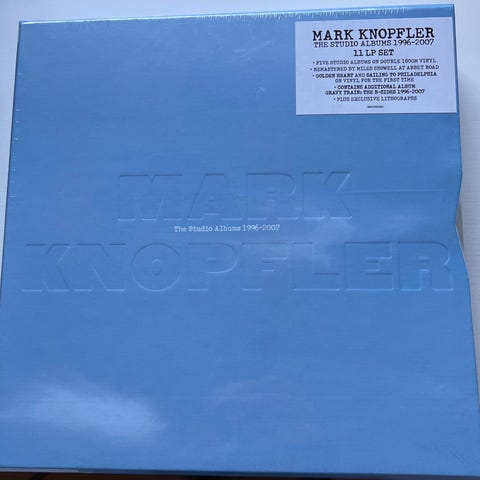 MARK KNOPFLER
THE STUDIO ALBUMS 1996-2007
11 LP SET
• FIVE STUDIO ALBUMS ON DOUBLE 180GM VINYL
• REMASTERED BY MILES SHOWELL AT ABBEY ROAD
• GOLDEN HEART AND SAILING TO PHILADELPHIA
ON VINYL FOR THE FIRST TIME
• CONTAINS ADDITIONAL ALBUM
GRAVY TRAIN: THE B-SIDES 1996-2007
• PLUS EXCLUSIVE LITHOGRAPHS
MARK
The Studio Albums 1996-2007
KNOPFLER